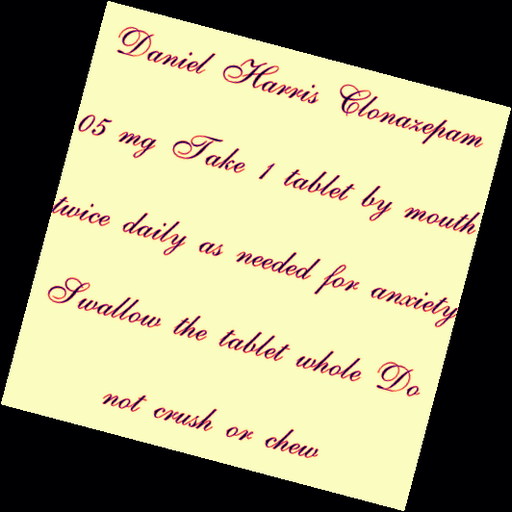 Daniel Harris Clonazepam
05 mg Take 1 tablet by mouth
twice daily as needed for anxiety
Swallow the tablet whole Do
not crush or chew